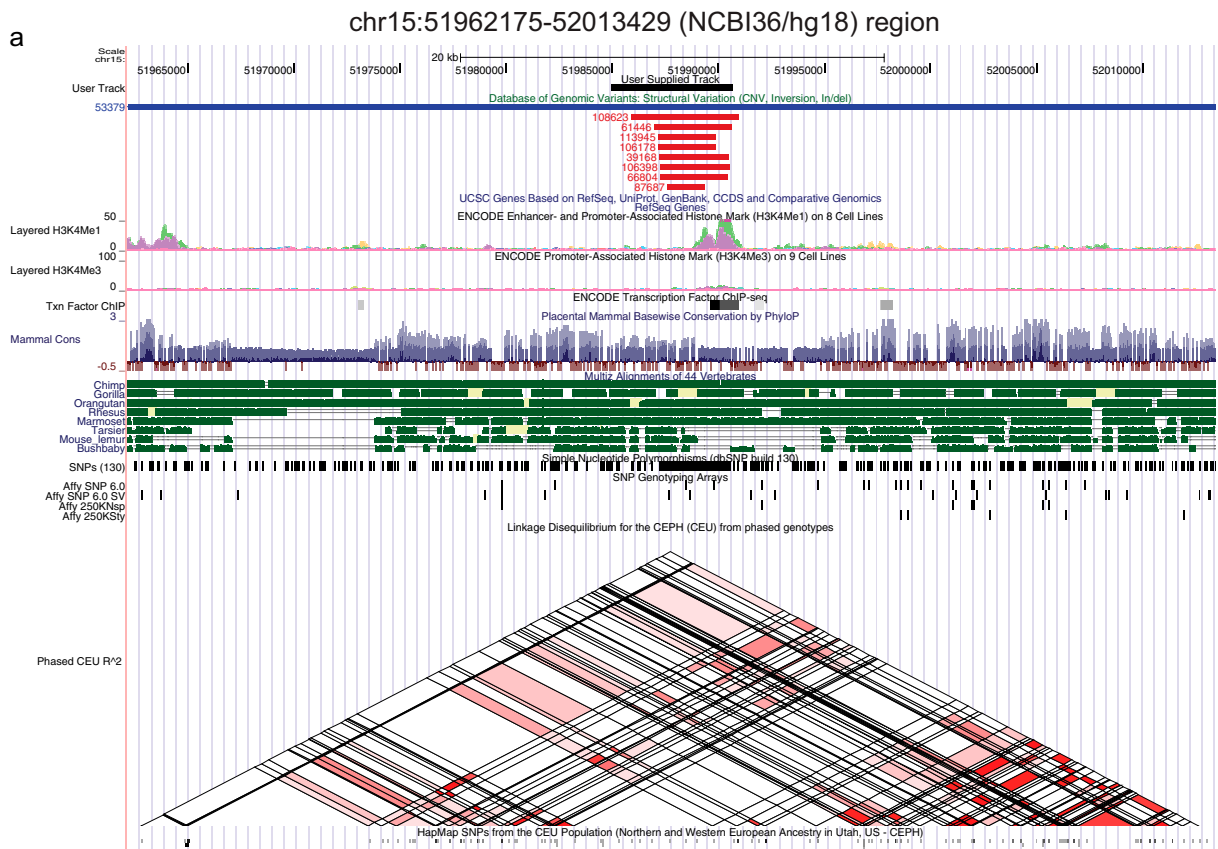 chr15:51962175-52013429 (NCBI36/hg18) region
a
Scale
chr15:
20 kb
51965000 51970000 51975000 51980000 51985000 51990000 51995000 52000000 52005000 52010000
User Supplied Track
User Track
Database of Genomic Variants: Structural Variation (CNV, Inversion, In/del)
53379
108623
61446
113945
106178
39168
106398
66804
87687
UCSC Genes Based on RefSeq, UniProt, GenBank, CCDS and Comparative Genomics
RefSeq Genes
ENCODE Enhancer- and Promoter-Associated Histone Mark (H3K4Me1) on 8 Cell Lines
50
Layered H3K4Me1
0
ENCODE Promoter-Associated Histone Mark (H3K4Me3) on 9 Cell Lines
100
Layered H3K4Me3
0
ENCODE Transcription Factor ChIP-seq
Txn Factor ChIP
Placental Mammal Basewise Conservation by PhyloP
3
Mammal Cons
-0.5
Multiz Alignments of 44 Vertebrates
Chimp
Gorilla
Orangutan
Rhesus
Marmoset
Tarsier
Mouse_lemur
Bushbaby
Simple Nucleotide Polymorphisms (dbSNP build 130)
SNPs (130)
SNP Genotyping Arrays
Affy SNP 6.0
Affy SNP 6.0 SV
Affy 250KNsp
Affy 250KSty
Linkage Disequilibrium for the CEPH (CEU) from phased genotypes
Phased CEU R^2
HapMap SNPs from the CEU Population (Northern and Western European Ancestry in Utah, US - CEPH)